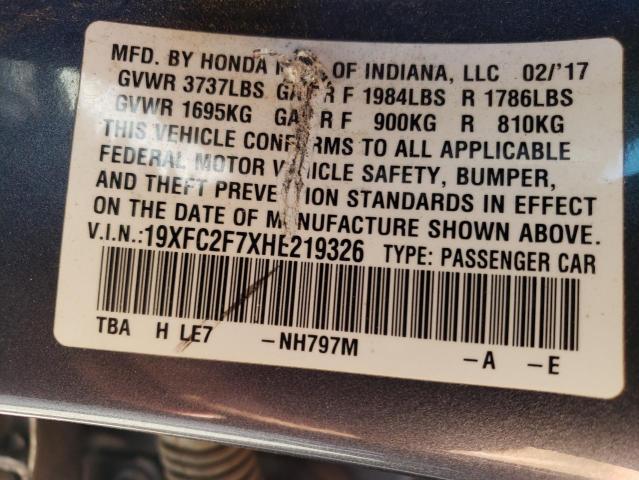 MFD. BY HONDA OF INDIANA, LLC 02/'17
GVWR 3737LBS GAWR F 1984LBS R 1786LBS
GVWR 1695KG GAWR F 900KG R 810KG
THIS VEHICLE CONFORMS TO ALL APPLICABLE
FEDERAL MOTOR VEHICLE SAFETY, BUMPER,
AND THEFT PREVENTION STANDARDS IN EFFECT
ON THE DATE OF MANUFACTURE SHOWN ABOVE.
V.I.N.:19XFC2F7XHE219326 TYPE: PASSENGER CAR
TBA H LE7 -NH797M -A -E